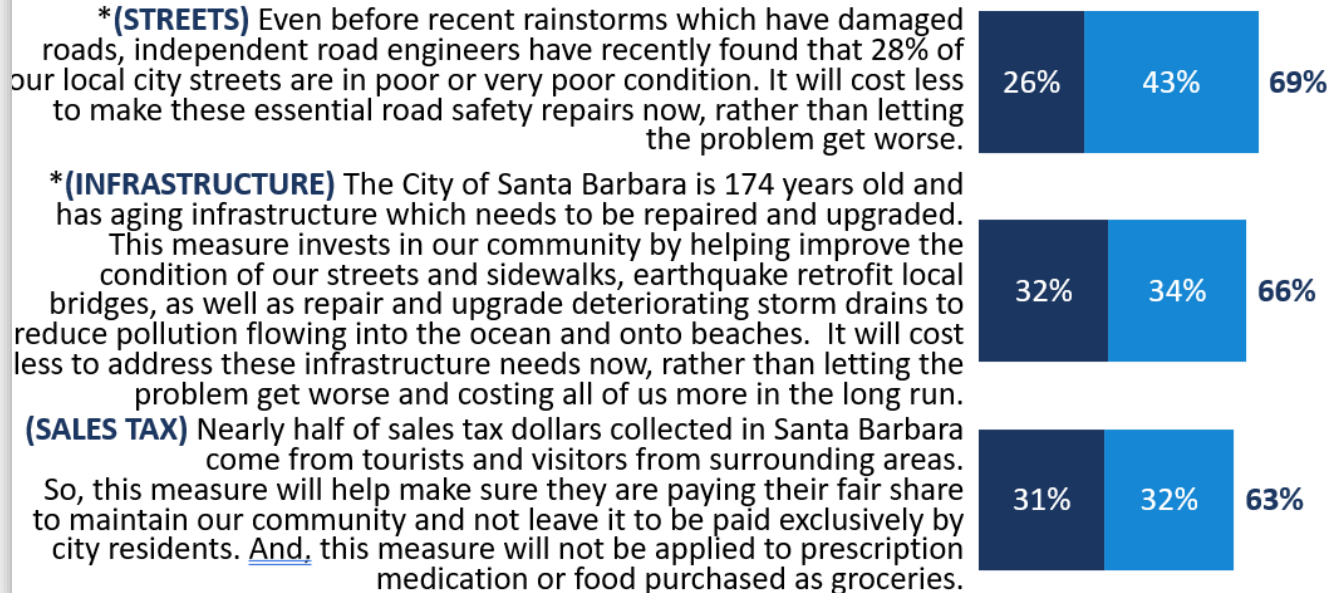 *(STREETS) Even before recent rainstorms which have damaged
roads, independent road engineers have recently found that 28% of
our local city streets are in poor or very poor condition. It will cost less
to make these essential road safety repairs now, rather than letting
the problem get worse.
26% 43% 69%
*(INFRASTRUCTURE) The City of Santa Barbara is 174 years old and
has aging infrastructure which needs to be repaired and upgraded.
This measure invests in our community by helping improve the
condition of our streets and sidewalks, earthquake retrofit local
bridges, as well as repair and upgrade deteriorating storm drains to
reduce pollution flowing into the ocean and onto beaches. It will cost
less to address these infrastructure needs now, rather than letting the
problem get worse and costing all of us more in the long run.
32% 34% 66%
(SALES TAX) Nearly half of sales tax dollars collected in Santa Barbara
come from tourists and visitors from surrounding areas.
So, this measure will help make sure they are paying their fair share
to maintain our community and not leave it to be paid exclusively by
city residents. And, this measure will not be applied to prescription
medication or food purchased as groceries.
31% 32% 63%